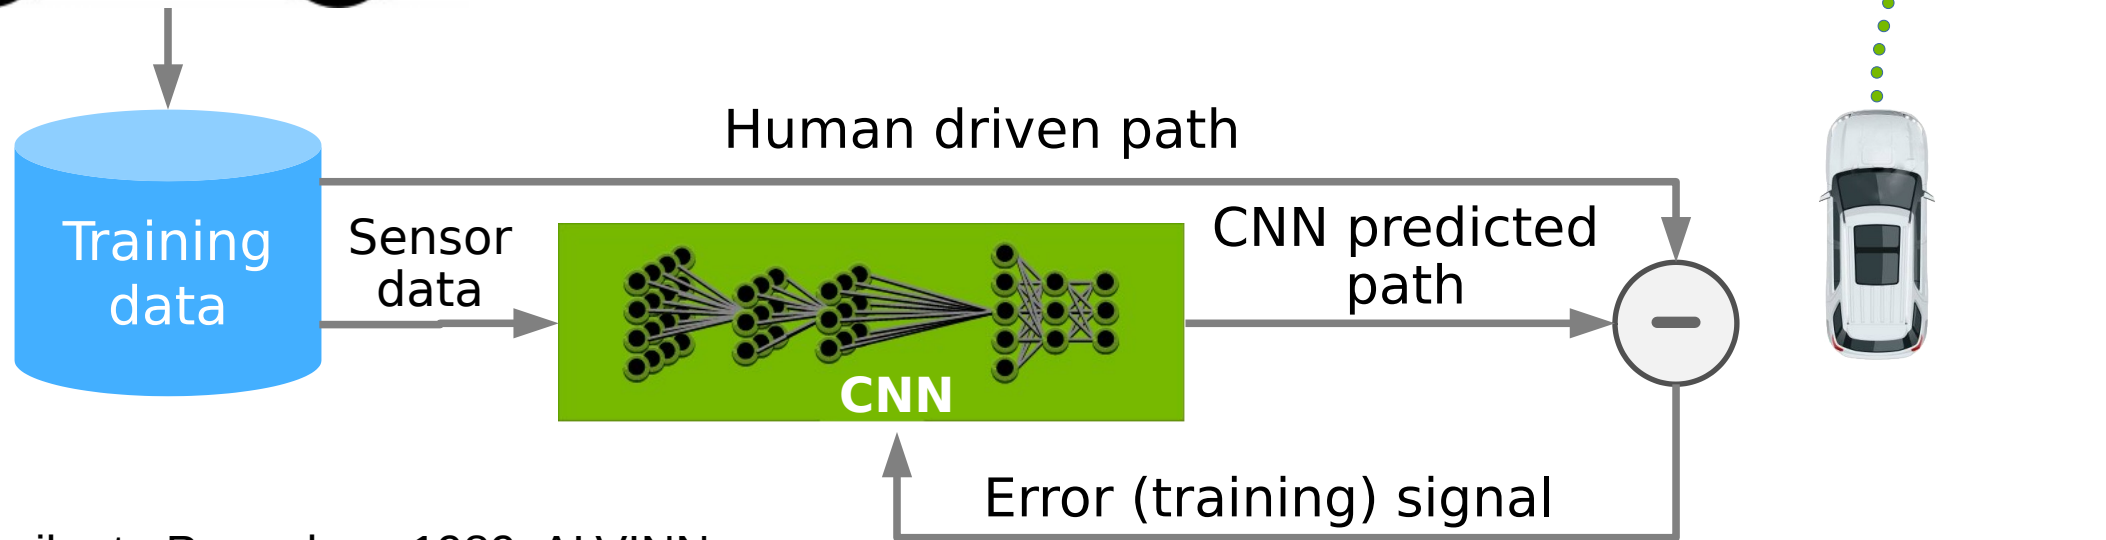 Human driven path
Training
data
Sensor
data
CNN predicted
path
CNN
Error (training) signal